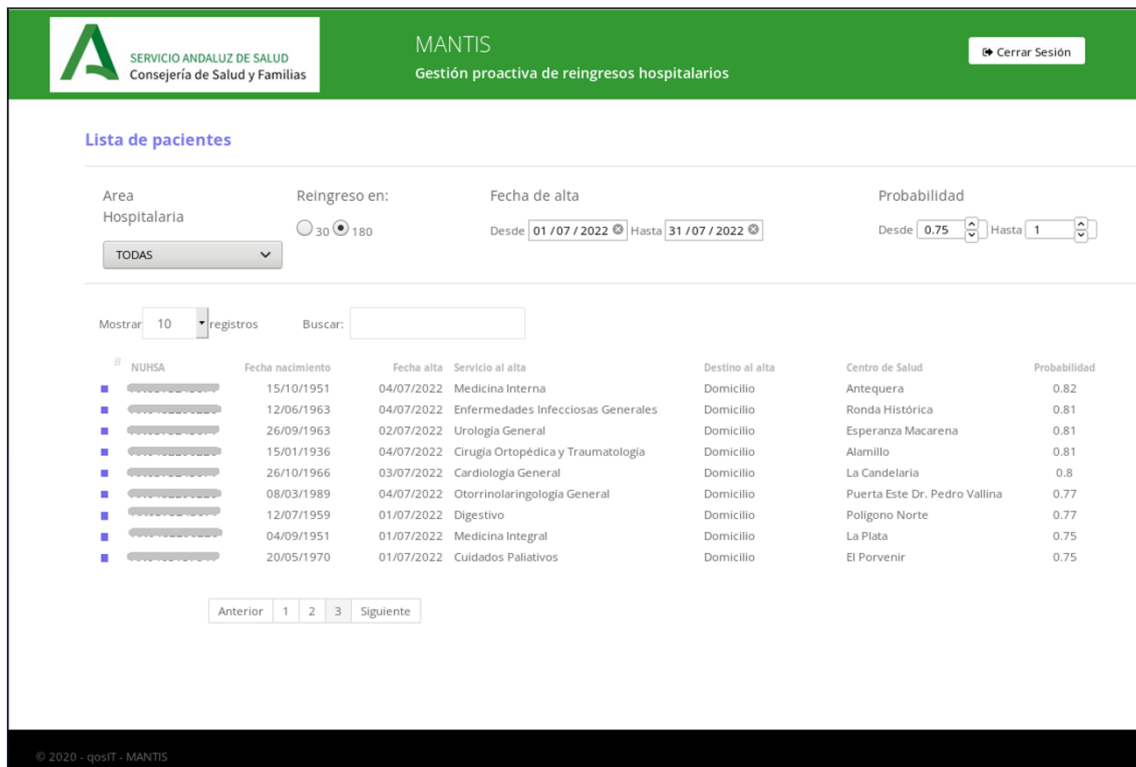 SERVICIO ANDALUZ DE SALUD
Consejería de Salud y Familias
MANTIS
Gestión proactiva de reingresos hospitalarios
Cerrar Sesión
Lista de pacientes
Area
Hospitalaria
TODAS
Reingreso en:
30 180
Fecha de alta
Desde 01/07/2022 Hasta 31/07/2022
Probabilidad
Desde 0.75 Hasta 1
Mostrar 10 registros Buscar:
NUHSA Fecha nacimiento Fecha alta Servicio al alta Destino al alta Centro de Salud Probabilidad
15/10/1951 04/07/2022 Medicina Interna Domicilio Antequera 0.82
12/06/1963 04/07/2022 Enfermedades Infecciosas Generales Domicilio Ronda Histórica 0.81
26/09/1963 02/07/2022 Urología General Domicilio Esperanza Macarena 0.81
15/01/1936 04/07/2022 Cirugía Ortopédica y Traumatología Domicilio Alamillo 0.81
26/10/1966 03/07/2022 Cardiología General Domicilio La Candelaria 0.8
08/03/1989 04/07/2022 Otorrinolaringología General Domicilio Puerta Este Dr. Pedro Vallina 0.77
12/07/1959 01/07/2022 Digestivo Domicilio Polígono Norte 0.77
04/09/1951 01/07/2022 Medicina Integral Domicilio La Plata 0.75
20/05/1970 01/07/2022 Cuidados Paliativos Domicilio El Porvenir 0.75
Anterior 1 2 3 Siguiente
© 2020 - qosIT - MANTIS